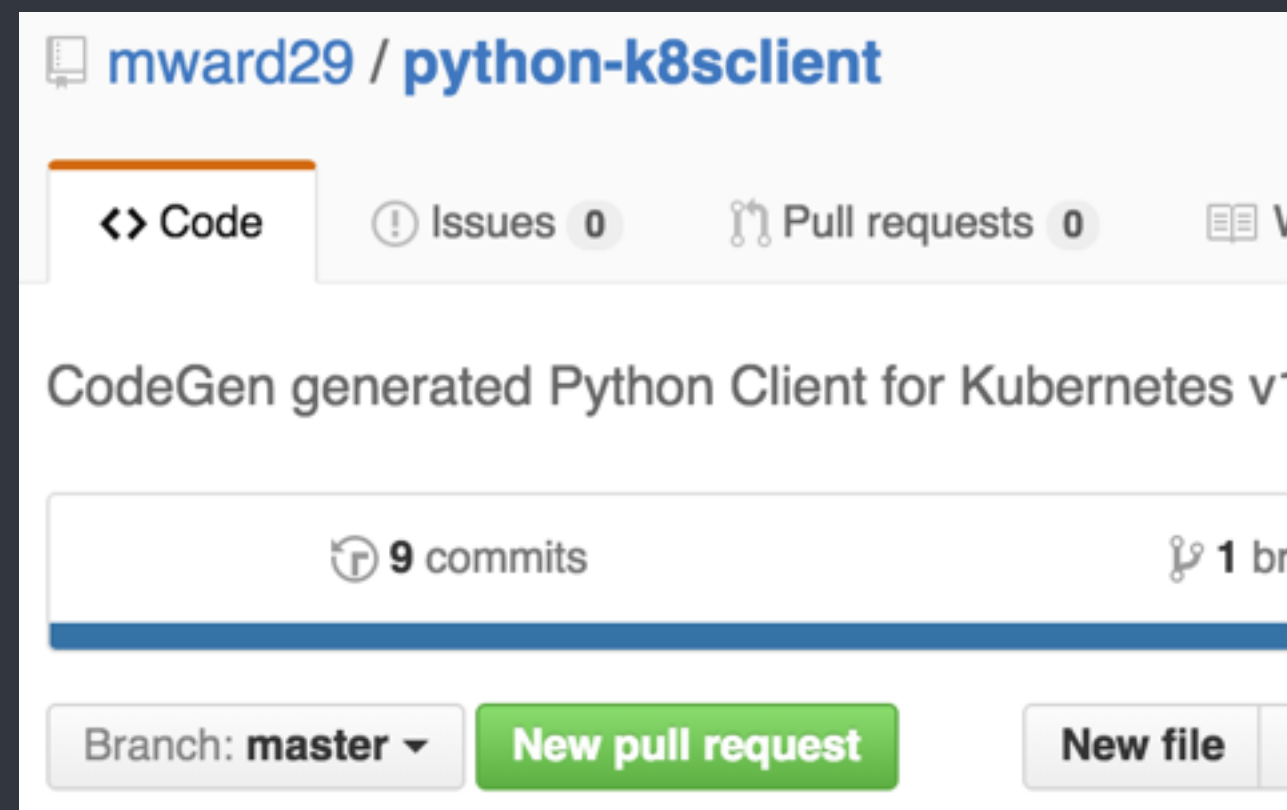 mward29 / python-k8sclient
Code Issues 0 Pull requests 0
CodeGen generated Python Client for Kubernetes
9 commits 1
Branch: master New pull request New file